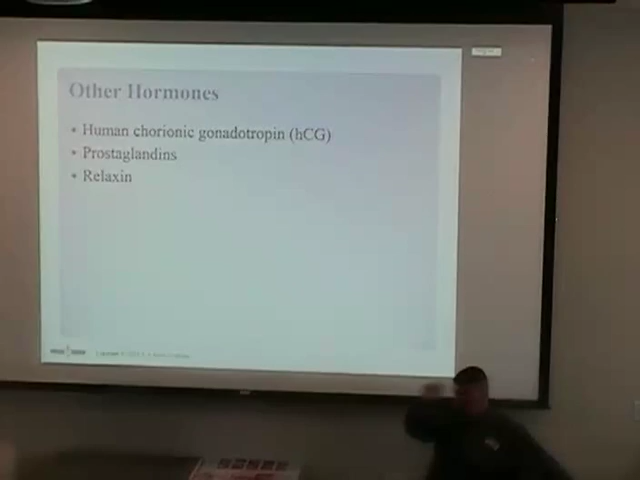 Other Hormones
• Human chorionic gonadotropin (hCG)
• Prostaglandins
• Relaxin